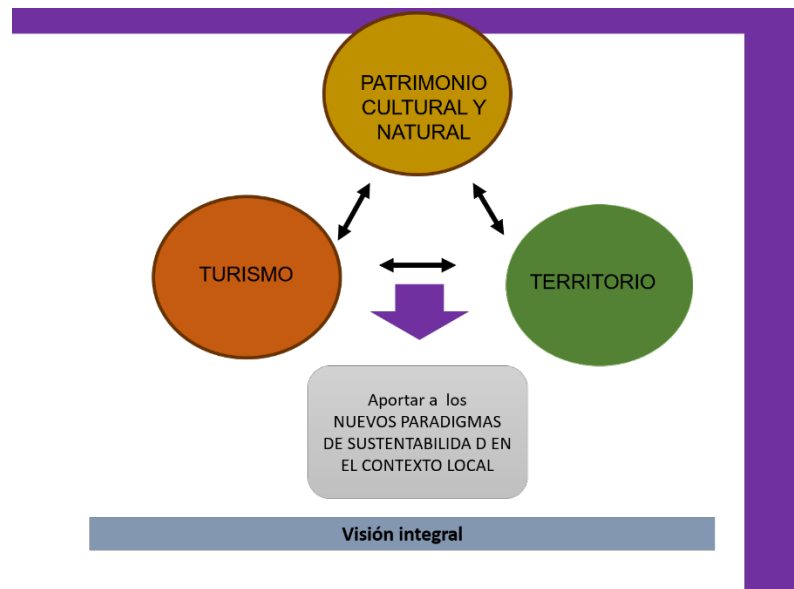 PATRIMONIO
CULTURAL Y
NATURAL
TURISMO
TERRITORIO
Aportar a los
NUEVOS PARADIGMAS
DE SUSTENTABILIDA D EN
EL CONTEXTO LOCAL
Visión integral